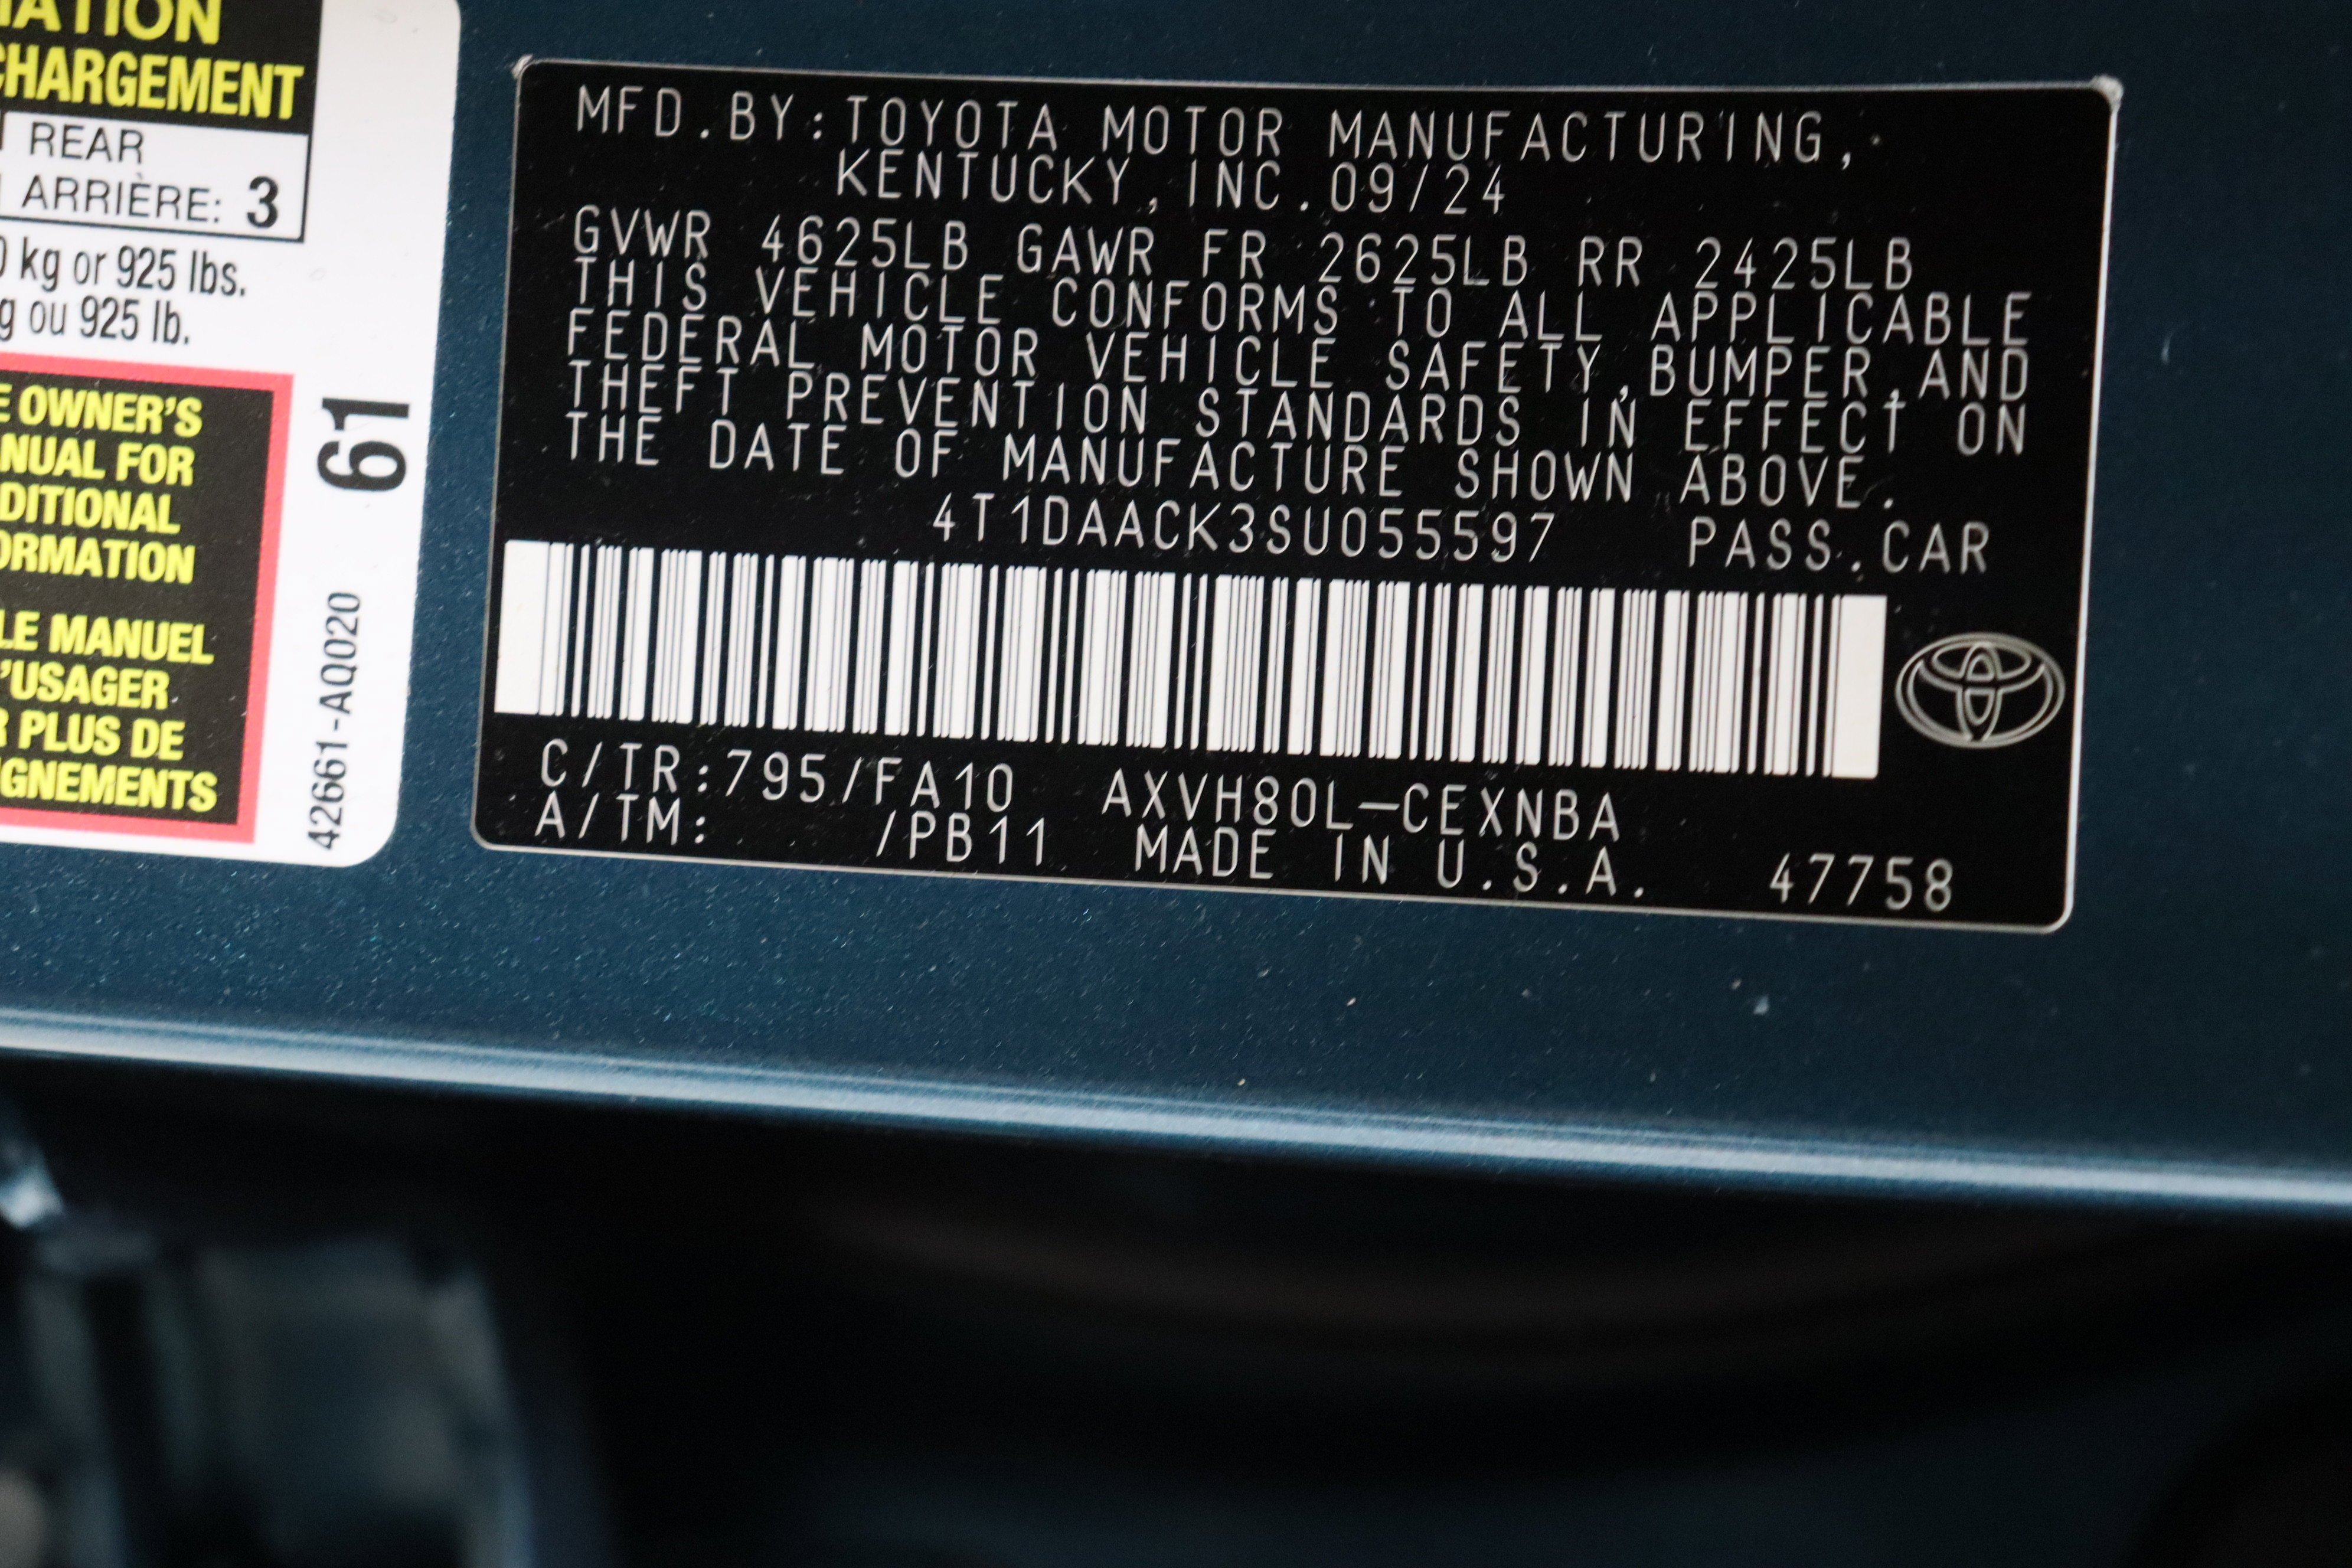 ATION
CHARGEMENT
REAR
ARRIÈRE: 3
0 kg or 925 lbs.
g ou 925 lb.
E OWNER'S
NUAL FOR
DITIONAL
ORMATION
LE MANUEL
'USAGER
R PLUS DE
IGNEMENTS
61
42661-AQ020
MFD.BY:TOYOTA MOTOR MANUFACTURING,
KENTUCKY,INC.09/24
GVWR 4625LB GAWR FR 2625LB RR 2425LB
THIS VEHICLE CONFORMS TO ALL APPLICABLE
FEDERAL MOTOR VEHICLE SAFETY,BUMPER,AND
THEFT PREVENTION STANDARDS IN EFFECT ON
THE DATE OF MANUFACTURE SHOWN ABOVE.
4T1DAACK3SU055597 PASS.CAR
C/TR:795/FA10 AXVH80L-CEXNBA
A/TM: /PB11 MADE IN U.S.A. 47758